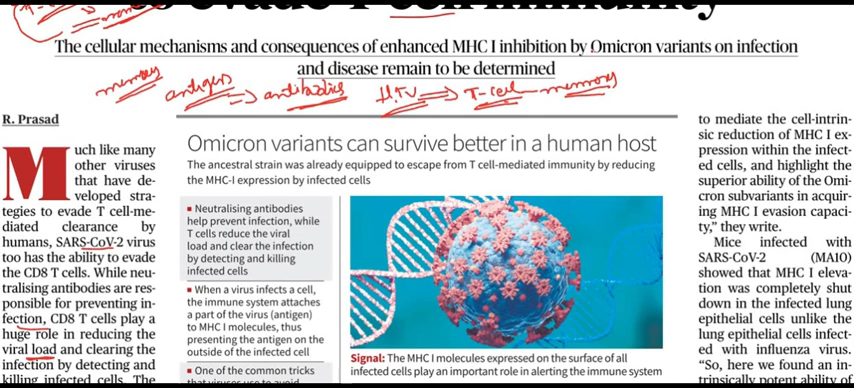 evade T cell immunity
The cellular mechanisms and consequences of enhanced MHC I inhibition by Omicron variants on infection
and disease remain to be determined
memory antigens => antibodies HIV => T-cell memory
R. Prasad
Much like many
other viruses
that have de-
veloped stra-
tegies to evade T cell-me-
diated clearance by
humans, SARS-CoV-2 virus
too has the ability to evade
the CD8 T cells. While neu-
tralising antibodies are res-
ponsible for preventing in-
fection, CD8 T cells play a
huge role in reducing the
viral load and clearing the
infection by detecting and
killing infected cells. The
Omicron variants can survive better in a human host
The ancestral strain was already equipped to escape from T cell-mediated immunity by reducing
the MHC-I expression by infected cells
▪ Neutralising antibodies
help prevent infection, while
T cells reduce the viral
load and clear the infection
by detecting and killing
infected cells
▪ When a virus infects a cell,
the immune system attaches
a part of the virus (antigen)
to MHC I molecules, thus
presenting the antigen on the
outside of the infected cell
▪ One of the common tricks
that viruses use to avoid
Signal: The MHC I molecules expressed on the surface of all
infected cells play an important role in alerting the immune system
to mediate the cell-intrin-
sic reduction of MHC I ex-
pression within the infect-
ed cells, and highlight the
superior ability of the Omi-
cron subvariants in acquir-
ing MHC I evasion capaci-
ty,” they write.
Mice infected with
SARS-CoV-2 (MA10)
showed that MHC I eleva-
tion was completely shut
down in the infected lung
epithelial cells unlike the
lung epithelial cells infect-
ed with influenza virus.
“So, here we found an in-
trinsically potent ability of